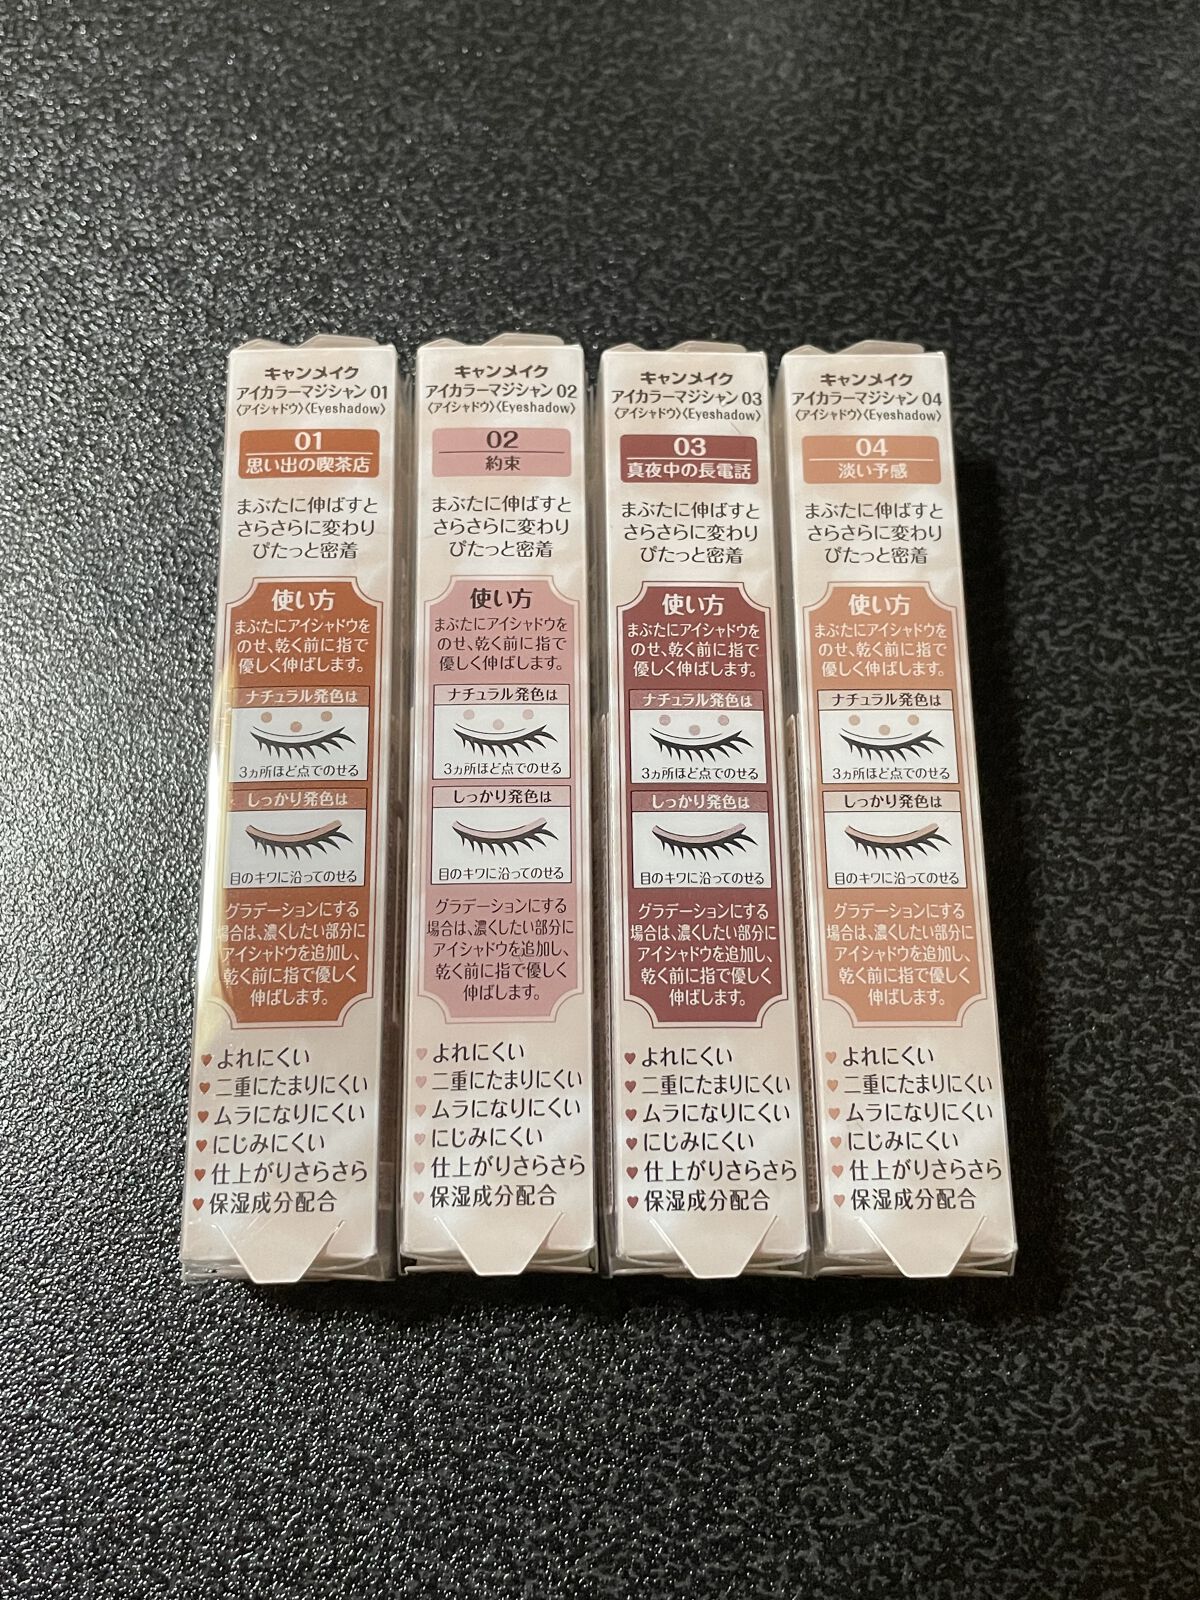 キャンメイク
アイカラーマジシャン 01
〈アイシャドウ〉〈Eyeshadow〉
01
思い出の喫茶店
まぶたに伸ばすと
さらさらに変わり
ぴたっと密着
使い方
まぶたにアイシャドウを
のせ、乾く前に指で
優しく伸ばします。
ナチュラル発色は
3ヵ所ほど点でのせる
しっかり発色は
目のキワに沿ってのせる
グラデーションにする
場合は、濃くしたい部分に
アイシャドウを追加し、
乾く前に指で優しく
伸ばします。
♥よれにくい
♥二重にたまりにくい
♥ムラになりにくい
♥にじみにくい
♥仕上がりさらさら
♥保湿成分配合
キャンメイク
アイカラーマジシャン 02
〈アイシャドウ〉〈Eyeshadow〉
02
約束
まぶたに伸ばすと
さらさらに変わり
ぴたっと密着
使い方
まぶたにアイシャドウを
のせ、乾く前に指で
優しく伸ばします。
ナチュラル発色は
3ヵ所ほど点でのせる
しっかり発色は
目のキワに沿ってのせる
グラデーションにする
場合は、濃くしたい部分に
アイシャドウを追加し、
乾く前に指で優しく
伸ばします。
♥よれにくい
♥二重にたまりにくい
♥ムラになりにくい
♥にじみにくい
♥仕上がりさらさら
♥保湿成分配合
キャンメイク
アイカラーマジシャン 03
〈アイシャドウ〉〈Eyeshadow〉
03
真夜中の長電話
まぶたに伸ばすと
さらさらに変わり
ぴたっと密着
使い方
まぶたにアイシャドウを
のせ、乾く前に指で
優しく伸ばします。
ナチュラル発色は
3ヵ所ほど点でのせる
しっかり発色は
目のキワに沿ってのせる
グラデーションにする
場合は、濃くしたい部分に
アイシャドウを追加し、
乾く前に指で優しく
伸ばします。
♥よれにくい
♥二重にたまりにくい
♥ムラになりにくい
♥にじみにくい
♥仕上がりさらさら
♥保湿成分配合
キャンメイク
アイカラーマジシャン 04
〈アイシャドウ〉〈Eyeshadow〉
04
淡い予感
まぶたに伸ばすと
さらさらに変わり
ぴたっと密着
使い方
まぶたにアイシャドウを
のせ、乾く前に指で
優しく伸ばします。
ナチュラル発色は
3ヵ所ほど点でのせる
しっかり発色は
目のキワに沿ってのせる
グラデーションにする
場合は、濃くしたい部分に
アイシャドウを追加し、
乾く前に指で優しく
伸ばします。
♥よれにくい
♥二重にたまりにくい
♥ムラになりにくい
♥にじみにくい
♥仕上がりさらさら
♥保湿成分配合